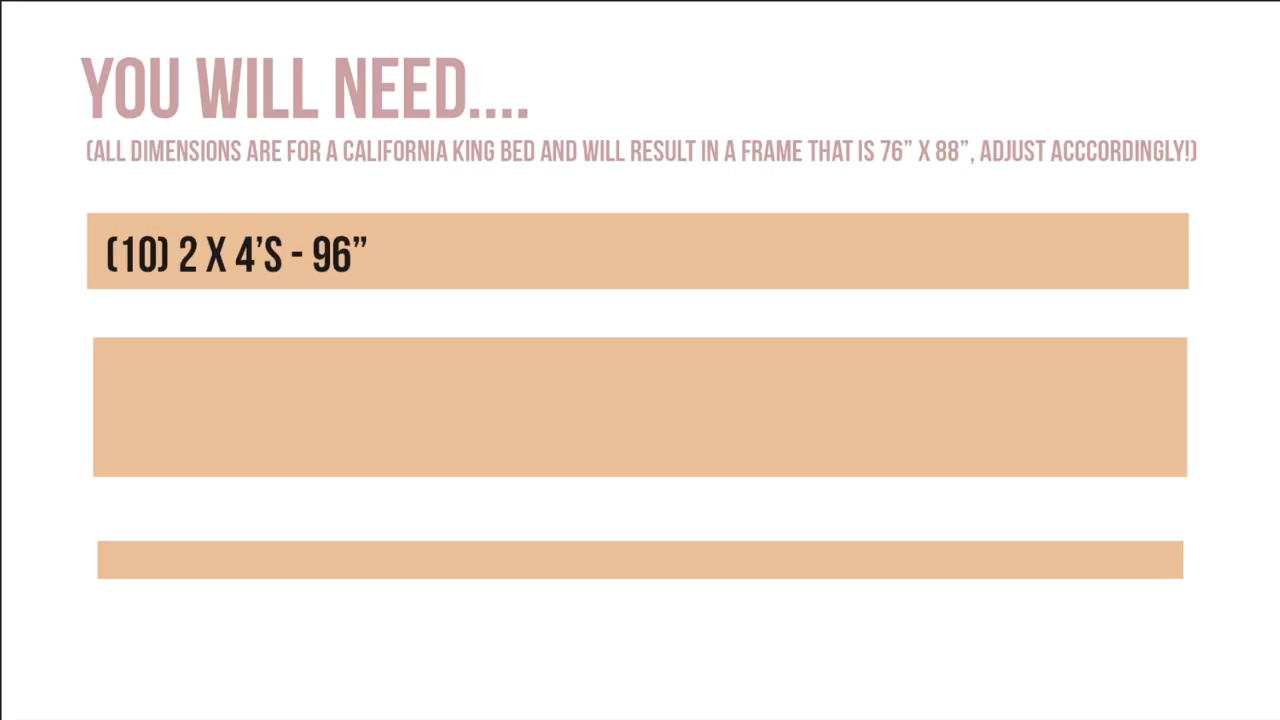 YOU WILL NEED....
(ALL DIMENSIONS ARE FOR A CALIFORNIA KING BED AND WILL RESULT IN A FRAME THAT IS 76” X 88”, ADJUST ACCCORDINGLY!)
(10) 2 X 4’S - 96”